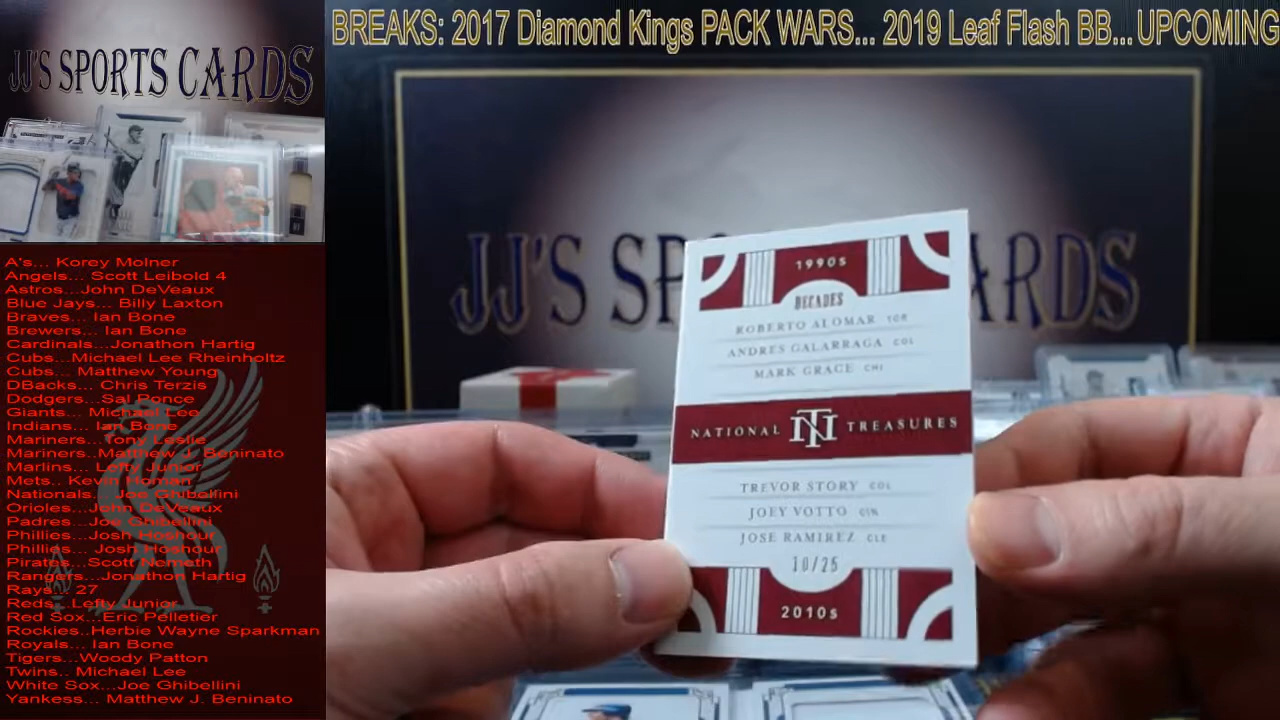 BREAKS: 2017 Diamond Kings PACK WARS... 2019 Leaf Flash BB... UPCOMING
JJ'S SPORTS CARDS
A's... Korey Molner
Angels... Scott Leibold 4
Astros...John DeVeaux
Blue Jays... Billy Laxton
Braves... Ian Bone
Brewers... Ian Bone
Cardinals...Jonathon Hartig
Cubs...Michael Lee Rheinholtz
Cubs... Matthew Young
DBacks... Chris Terzis
Dodgers...Sal Ponce
Giants... Michael Lee
Indians... Ian Bone
Mariners...Tony Leslie
Mariners..Matthew J. Beninato
Marlins... Lefty Junior
Mets.. Kevin Homan
Nationals... Joe Ghibellini
Orioles...John DeVeaux
Padres...Joe Ghibellini
Phillies...Josh Hoshour
Phillies... Josh Hoshour
Pirates...Scott Nemeth
Rangers...Jonathon Hartig
Rays... 27
Reds...Lefty Junior
Red Sox...Eric Pelletier
Rockies..Herbie Wayne Sparkman
Royals... Ian Bone
Tigers...Woody Patton
Twins.. Michael Lee
White Sox...Joe Ghibellini
Yankess... Matthew J. Beninato
JJ'S SP ARDS
1990s
DECADES
ROBERTO ALOMAR TOR
ANDRES GALARRAGA COL
MARK GRACE CHI
NATIONAL NT TREASURES
TREVOR STORY COL
JOEY VOTTO CIN
JOSE RAMIREZ CLE
10/25
2010s